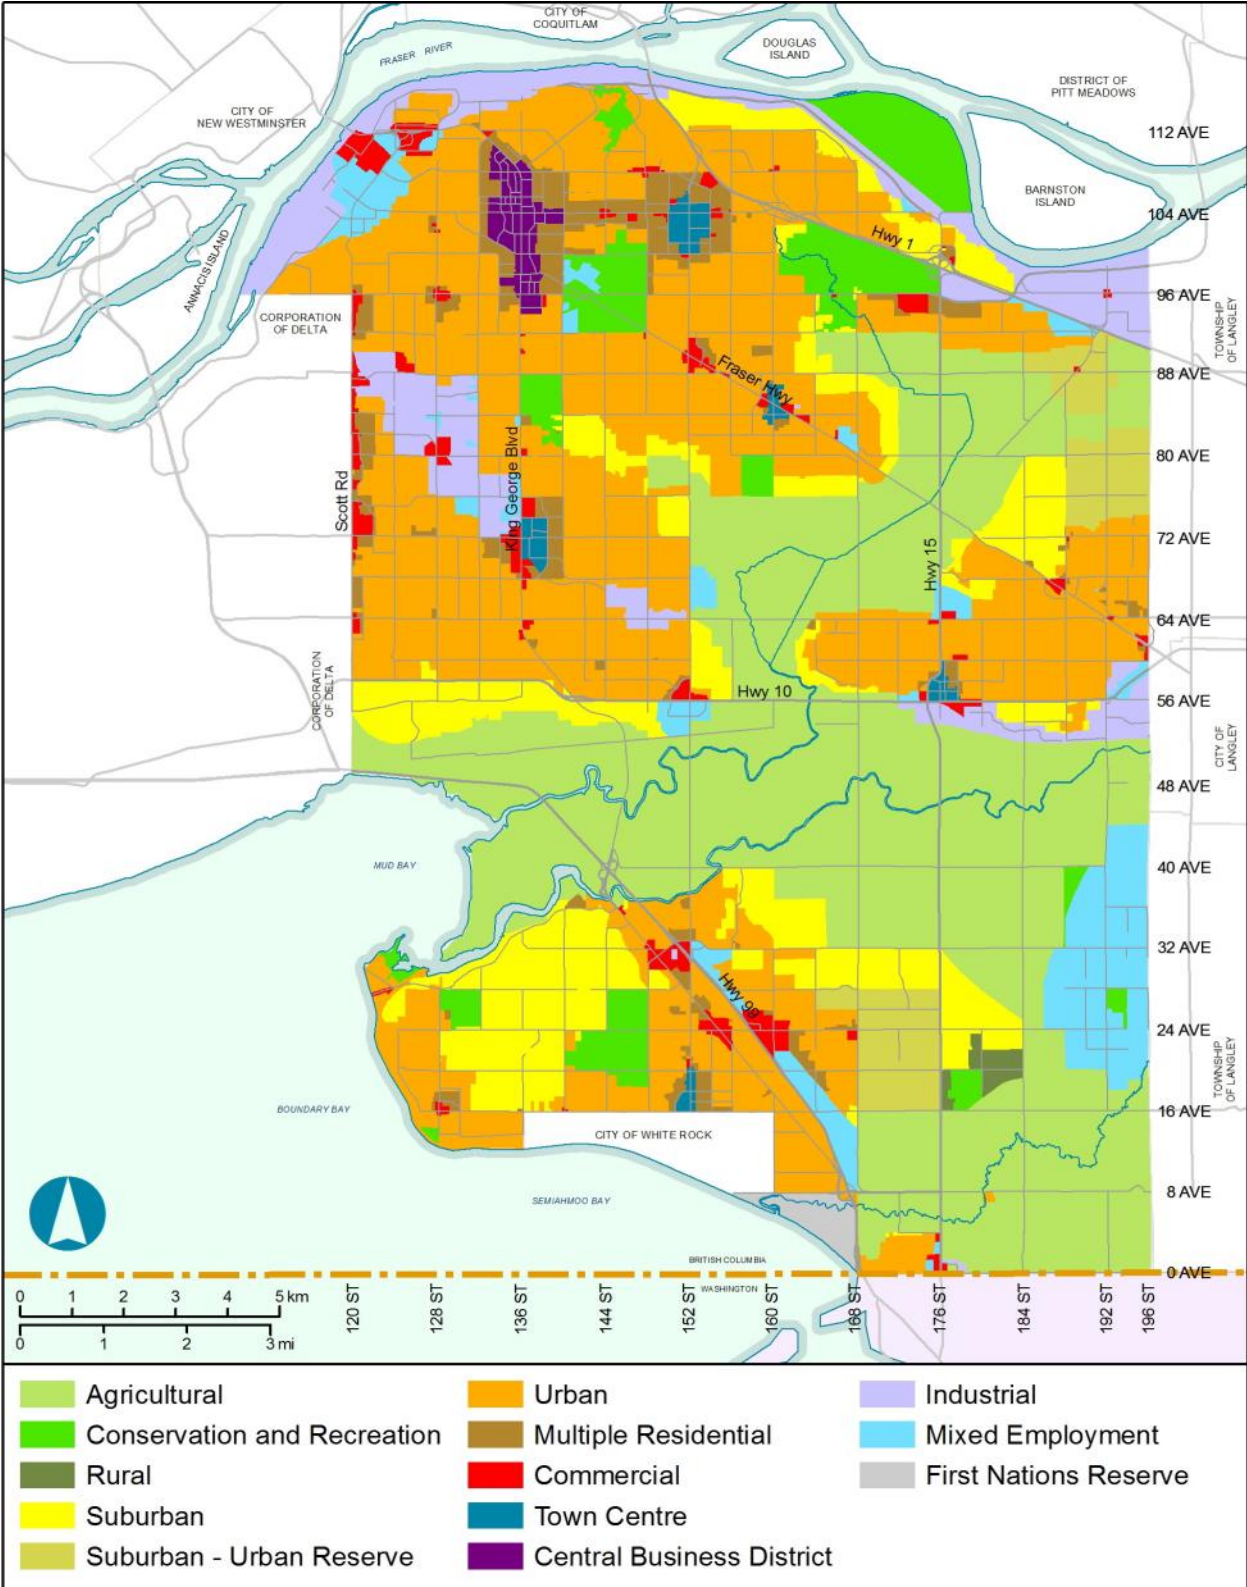 CITY OF
COQUITLAM
FRASER RIVER
DOUGLAS
ISLAND
DISTRICT OF
PITT MEADOWS
CITY OF
NEW WESTMINSTER
112 AVE
BARNSTON
ISLAND
104 AVE
Hwy 1
ANNACIS ISLAND
96 AVE
CORPORATION
OF DELTA
TOWNSHIP
OF LANGLEY
Fraser Hwy
88 AVE
80 AVE
Scott Rd
King George Blvd
72 AVE
Hwy 15
64 AVE
CORPORATION
OF DELTA
Hwy 10
56 AVE
CITY OF
LANGLEY
48 AVE
MUD BAY
40 AVE
32 AVE
Hwy 99
24 AVE
TOWNSHIP
OF LANGLEY
BOUNDARY BAY
16 AVE
CITY OF WHITE ROCK
SEMIAHMOO BAY
8 AVE
BRITISH COLUMBIA
0 AVE
WASHINGTON
0 1 2 3 4 5 km
0 1 2 3 mi
120 ST
128 ST
136 ST
144 ST
152 ST
160 ST
168 ST
176 ST
184 ST
192 ST
196 ST
Agricultural
Conservation and Recreation
Rural
Suburban
Suburban - Urban Reserve
Urban
Multiple Residential
Commercial
Town Centre
Central Business District
Industrial
Mixed Employment
First Nations Reserve